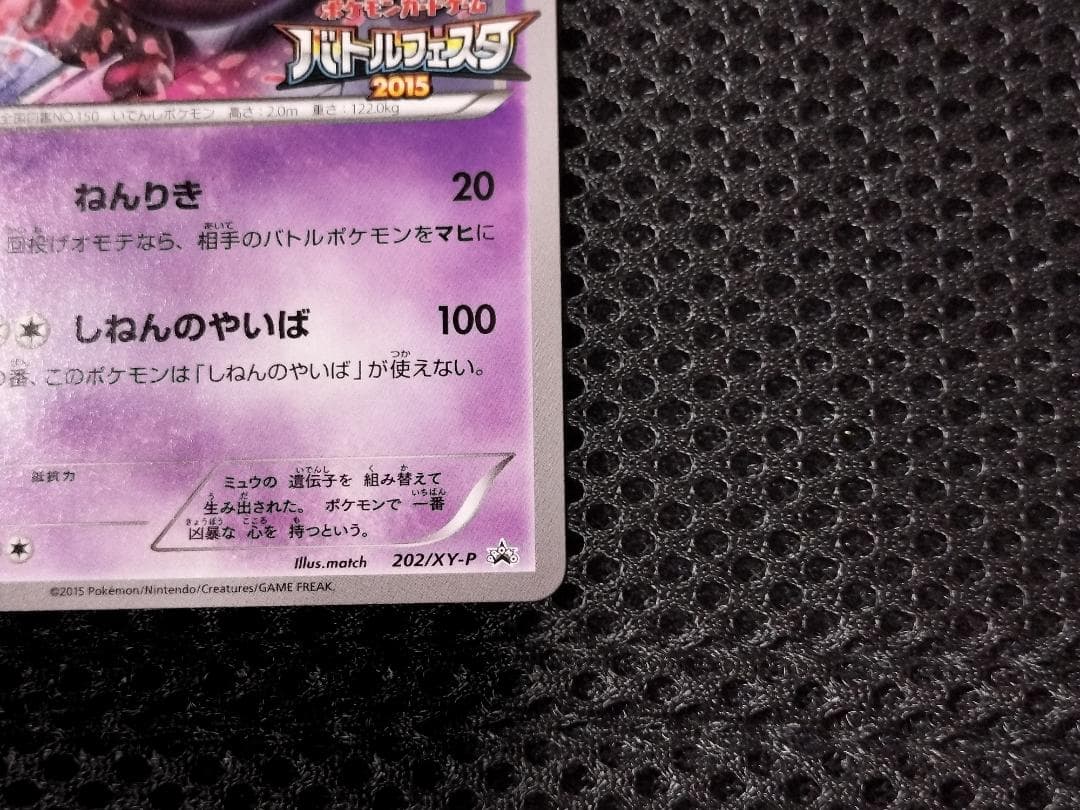 ポケモンカードゲーム
バトルフェスタ
2015
全国図鑑NO.150 いでんしポケモン 高さ：2.0m 重さ：122.0kg
ねんりき 20
回投げオモテなら、相手のバトルポケモンをマヒに
しねんのやいば 100
の番、このポケモンは「しねんのやいば」が使えない。
抵抗力
ミュウの 遺伝子を 組み替えて
生み出された。 ポケモンで 一番
凶暴な 心を 持つという。
Illus.match 202/XY-P
©2015 Pokémon/Nintendo/Creatures/GAME FREAK.